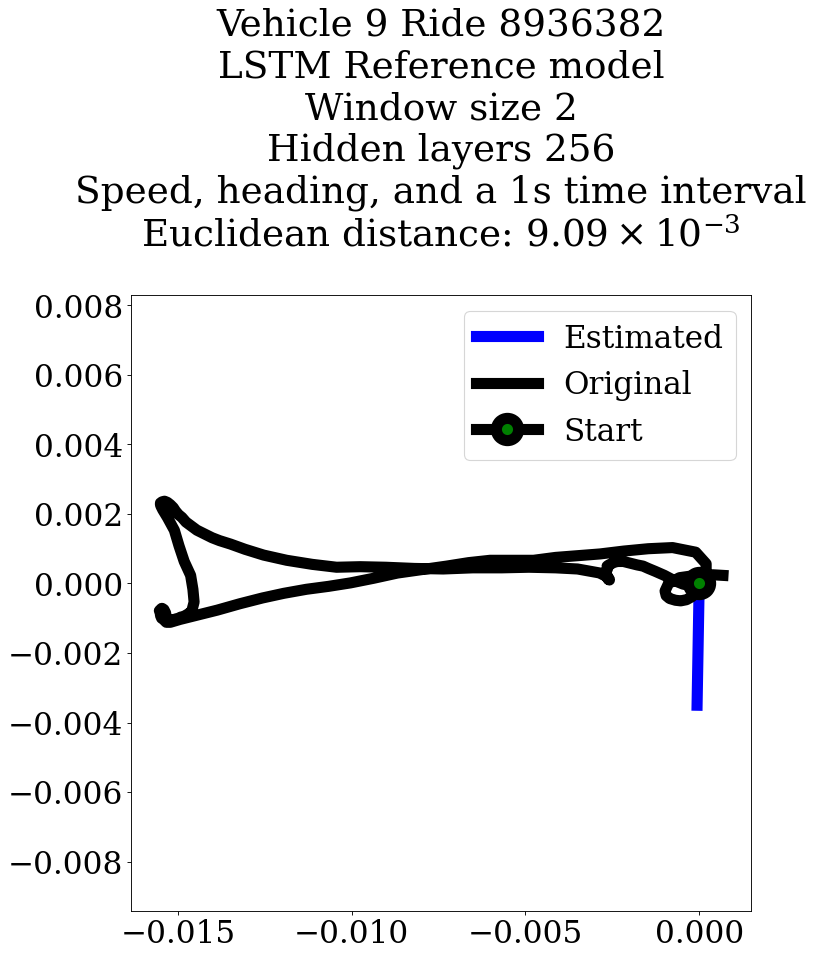 Vehicle 9 Ride 8936382
LSTM Reference model
Window size 2
Hidden layers 256
Speed, heading, and a 1s time interval
Euclidean distance: 9.09 × 10⁻³
0.008
0.006
0.004
0.002
0.000
−0.002
−0.004
−0.006
−0.008
Estimated
Original
Start
−0.015 −0.010 −0.005 0.000